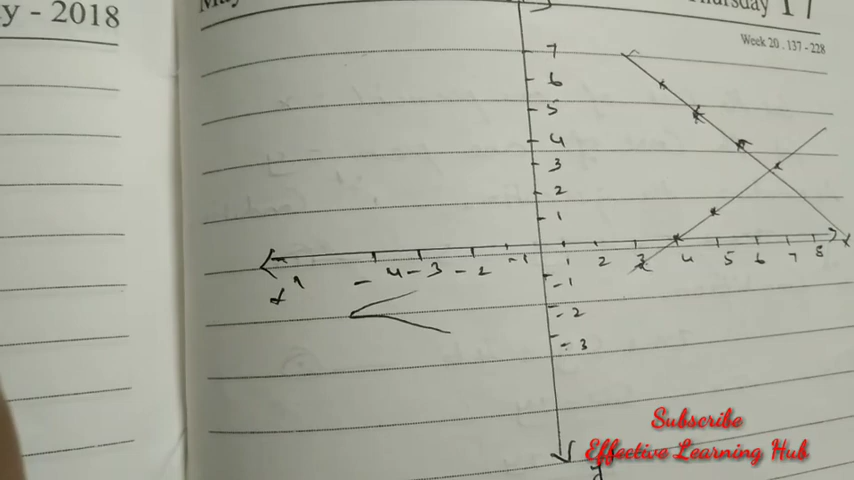 y - 2018
17
Week 20 . 137 - 228
7
6
5
4
3
2
1
-4 -3 -2 -1 1 2 3 4 5 6 7 8
-1
-2
-3
Subscribe
Effective Learning Hub